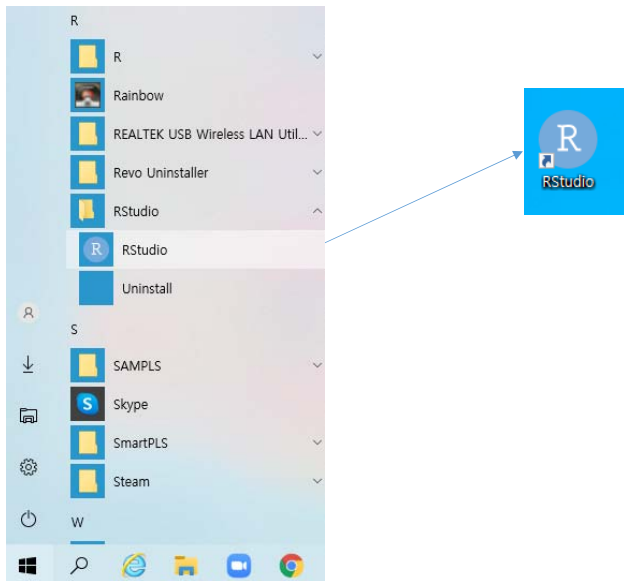 R
R
Rainbow
REALTEK USB Wireless LAN Util...
Revo Uninstaller
RStudio
R
RStudio
Uninstall
S
SAMPLS
S
Skype
SmartPLS
Steam
W
R
RStudio